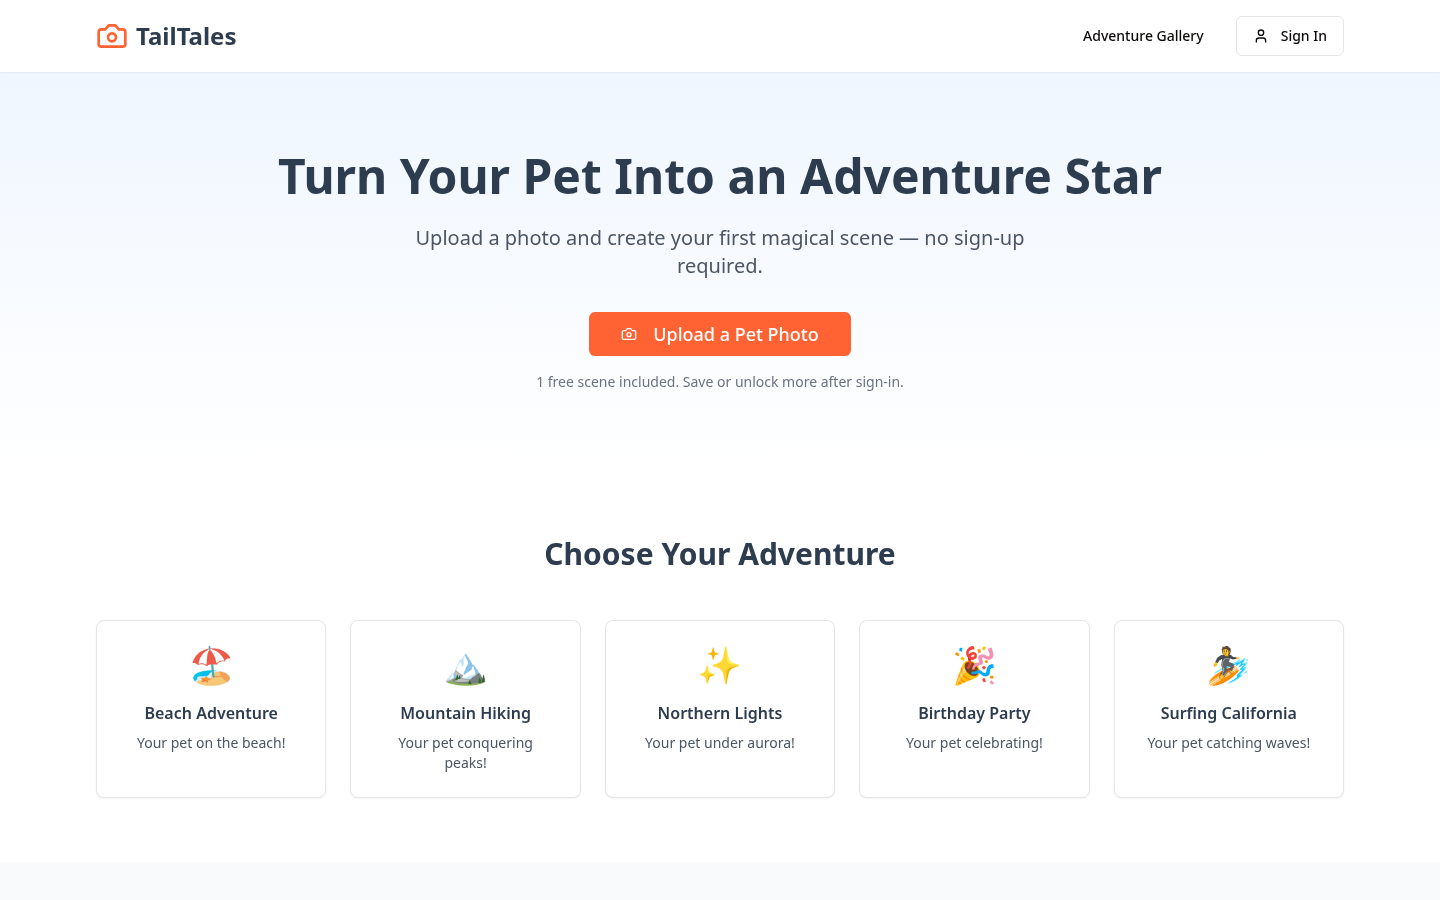 TailTales
Adventure Gallery
Sign In
Turn Your Pet Into an Adventure Star
Upload a photo and create your first magical scene — no sign-up
required.
Upload a Pet Photo
1 free scene included. Save or unlock more after sign-in.
Choose Your Adventure
Beach Adventure
Your pet on the beach!
Mountain Hiking
Your pet conquering
peaks!
Northern Lights
Your pet under aurora!
Birthday Party
Your pet celebrating!
Surfing California
Your pet catching waves!